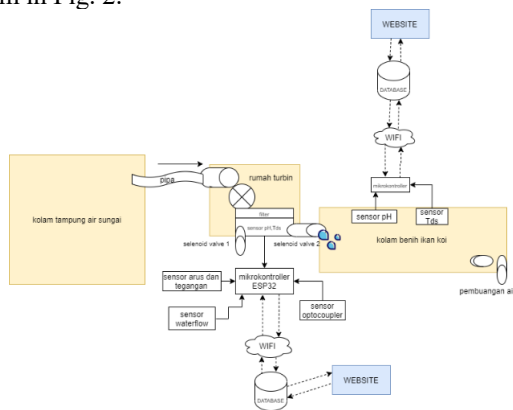 m in Fig. 2.
WEBSITE
DATABASE
WIFI
mikrokontroller
sensor pH
sensor
Tds
kolam benih ikan koi
pembuangan ai
kolam tampung air sungai
pipa
rumah turbin
filter
sensor pH,Tds
selenoid valve 1
selenoid valve 2
sensor arus dan
tegangan
mikrokontroller
ESP32
sensor
waterflow
sensor
optocoupler
WIFI
DATABASE
WEBSITE